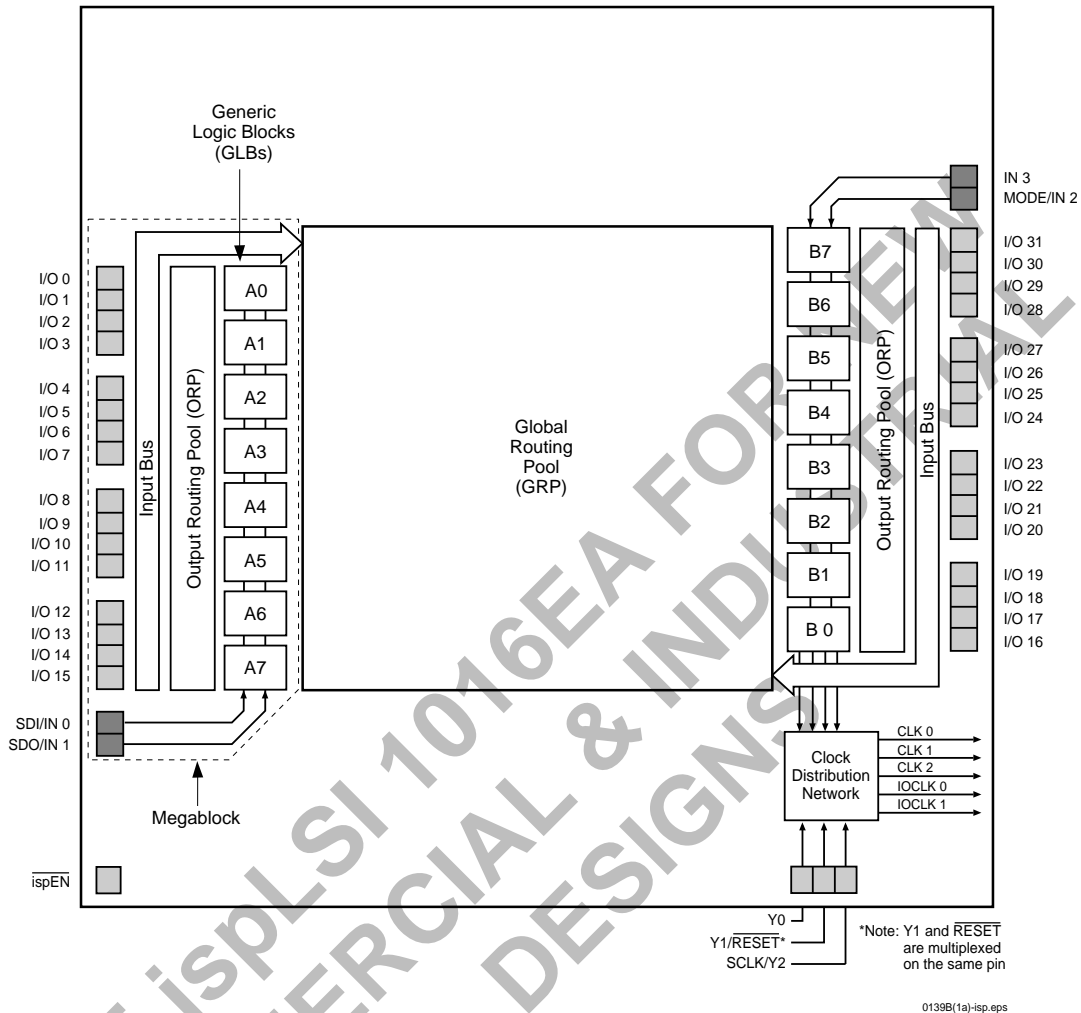 Generic
Logic Blocks
(GLBs)
IN 3
MODE/IN 2
I/O 0
I/O 1
I/O 2
I/O 3
I/O 4
I/O 5
I/O 6
I/O 7
I/O 8
I/O 9
I/O 10
I/O 11
I/O 12
I/O 13
I/O 14
I/O 15
SDI/IN 0
SDO/IN 1
Input Bus
Output Routing Pool (ORP)
A0
A1
A2
A3
A4
A5
A6
A7
Megablock
ispEN
Global
Routing
Pool
(GRP)
B7
B6
B5
B4
B3
B2
B1
B 0
Output Routing Pool (ORP)
Input Bus
I/O 31
I/O 30
I/O 29
I/O 28
I/O 27
I/O 26
I/O 25
I/O 24
I/O 23
I/O 22
I/O 21
I/O 20
I/O 19
I/O 18
I/O 17
I/O 16
Clock
Distribution
Network
CLK 0
CLK 1
CLK 2
IOCLK 0
IOCLK 1
Y0
Y1/RESET*
SCLK/Y2
*Note: Y1 and RESET
are multiplexed
on the same pin
0139B(1a)-isp.eps
ispLSI 1016EA FOR NEW
& INDUSTRIAL
DESIGNS